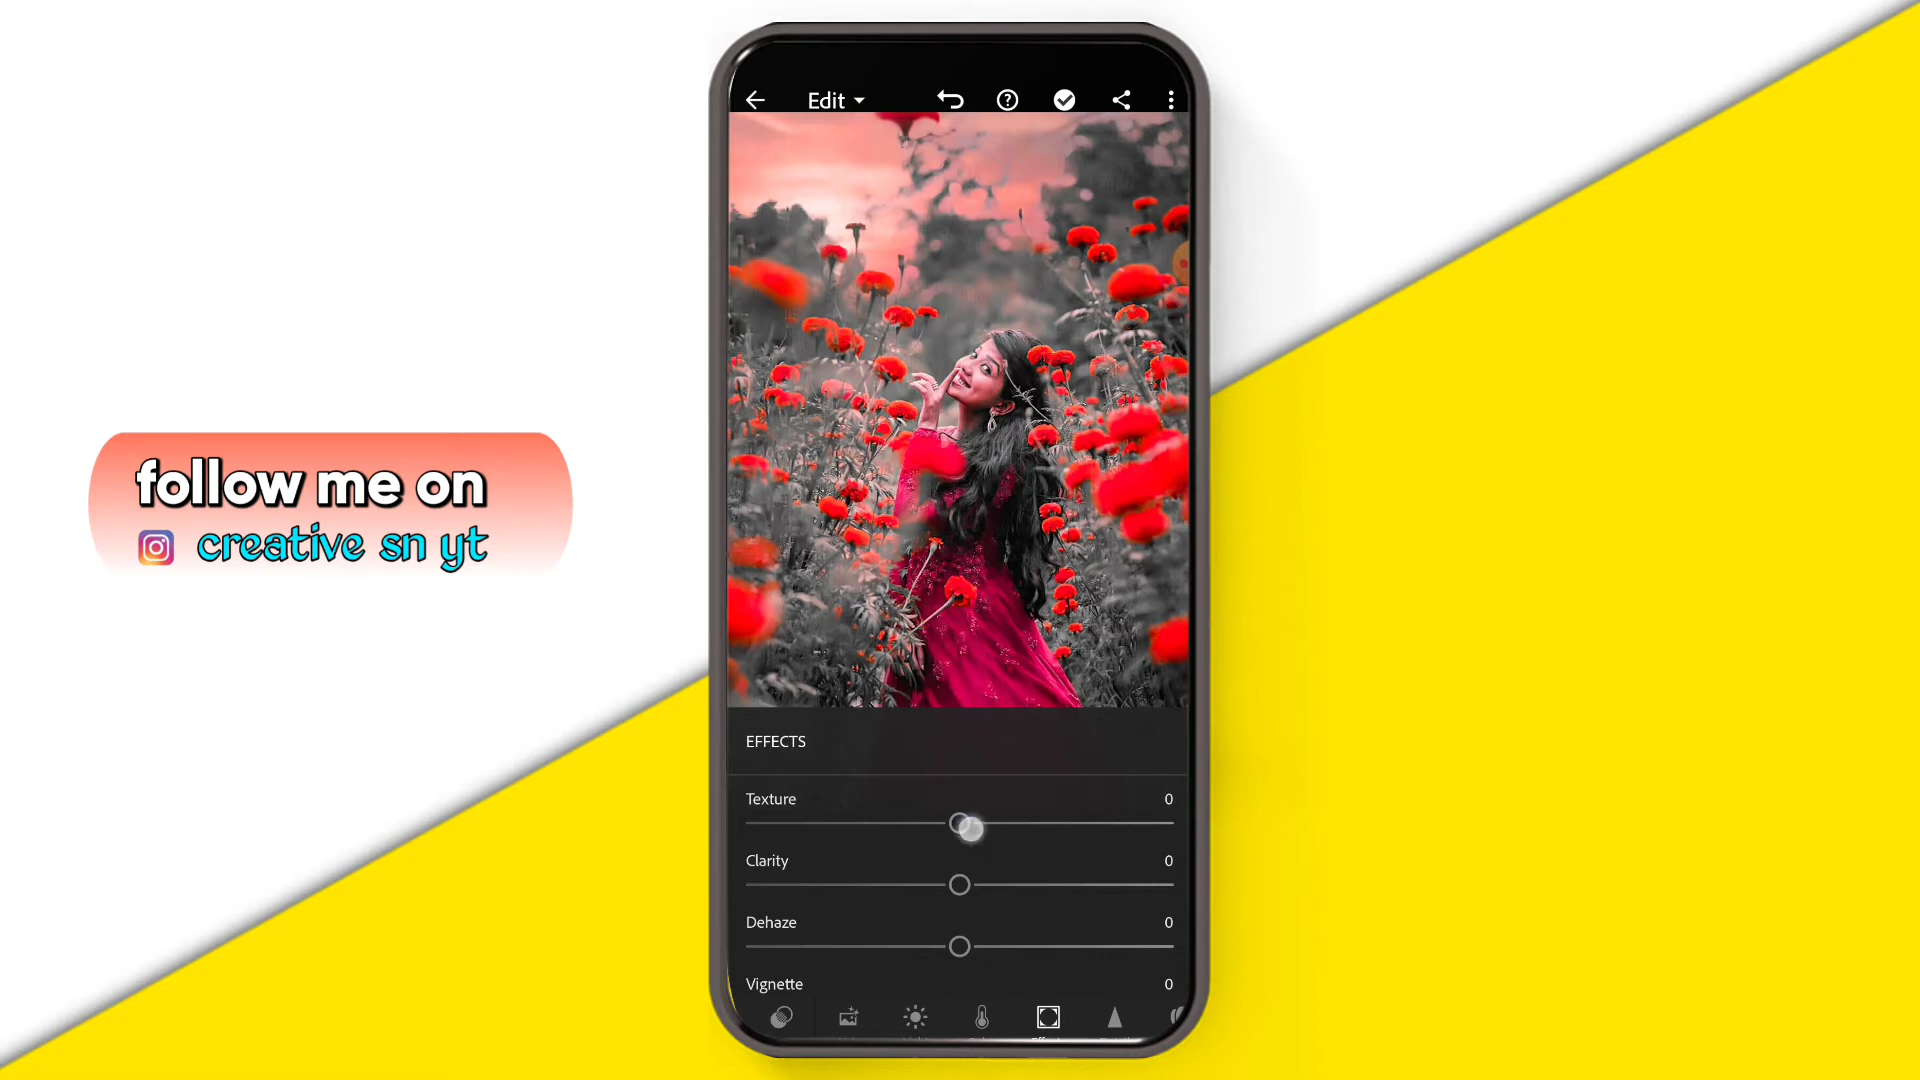 Edit
follow me on
creative sn yt
EFFECTS
Texture 0
Clarity 0
Dehaze 0
Vignette 0